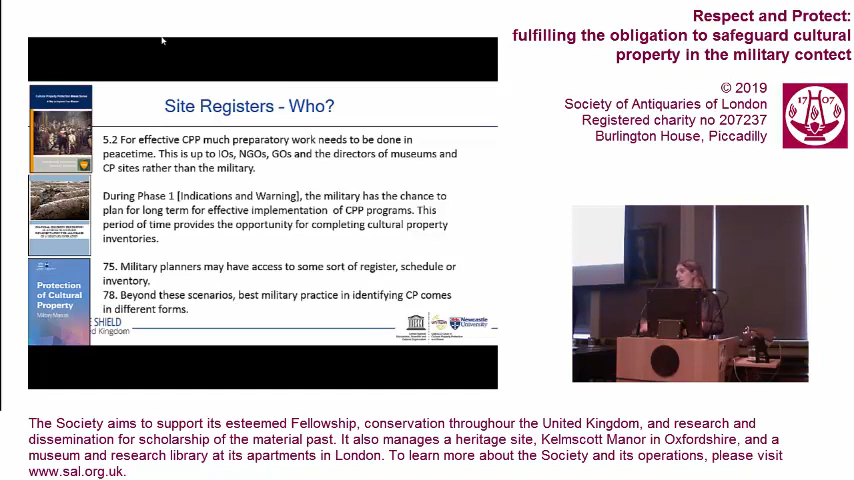 Respect and Protect:
fulfilling the obligation to safeguard cultural
property in the military contect
© 2019
Society of Antiquaries of London
Registered charity no 207237
Burlington House, Piccadilly
17 07
Site Registers - Who?
5.2 For effective CPP much preparatory work needs to be done in
peacetime. This is up to IOs, NGOs, GOs and the directors of museums and
CP sites rather than the military.
During Phase 1 [Indications and Warning], the military has the chance to
plan for long term for effective implementation of CPP programs. This
period of time provides the opportunity for completing cultural property
inventories.
75. Military planners may have access to some sort of register, schedule or
inventory.
78. Beyond these scenarios, best military practice in identifying CP comes
in different forms.
Protection
of Cultural
Property
Military Manual
E SHIELD
ed Kingdom
Newcastle
University
The Society aims to support its esteemed Fellowship, conservation throughour the United Kingdom, and research and
dissemination for scholarship of the material past. It also manages a heritage site, Kelmscott Manor in Oxfordshire, and a
museum and research library at its apartments in London. To learn more about the Society and its operations, please visit
www.sal.org.uk.